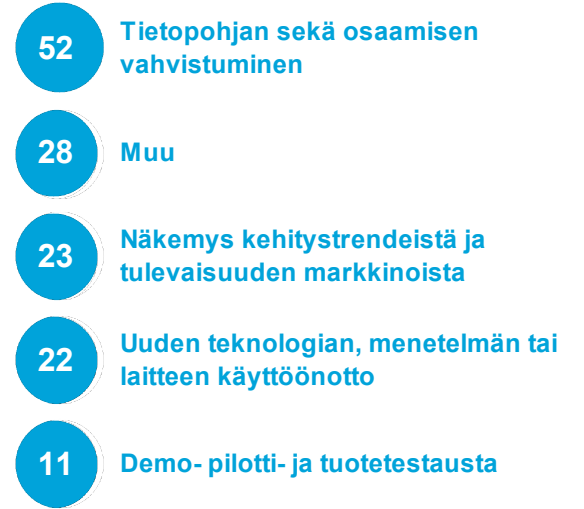 52
Tietopohjan sekä osaamisen
vahvistuminen
28
Muu
23
Näkemys kehitystrendeistä ja
tulevaisuuden markkinoista
22
Uuden teknologian, menetelmän tai
laitteen käyttöönotto
11
Demo- pilotti- ja tuotetestausta